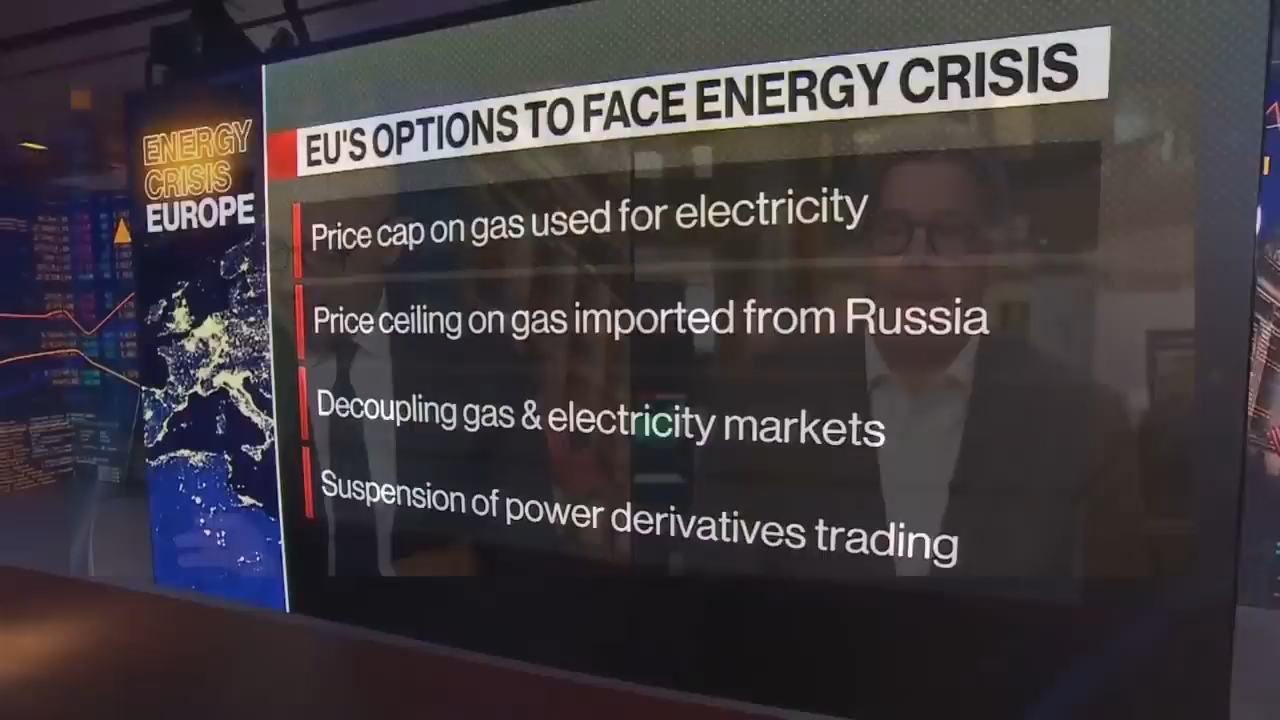 ENERGY
CRISIS
EUROPE
EU'S OPTIONS TO FACE ENERGY CRISIS
Price cap on gas used for electricity
Price ceiling on gas imported from Russia
Decoupling gas & electricity markets
Suspension of power derivatives trading